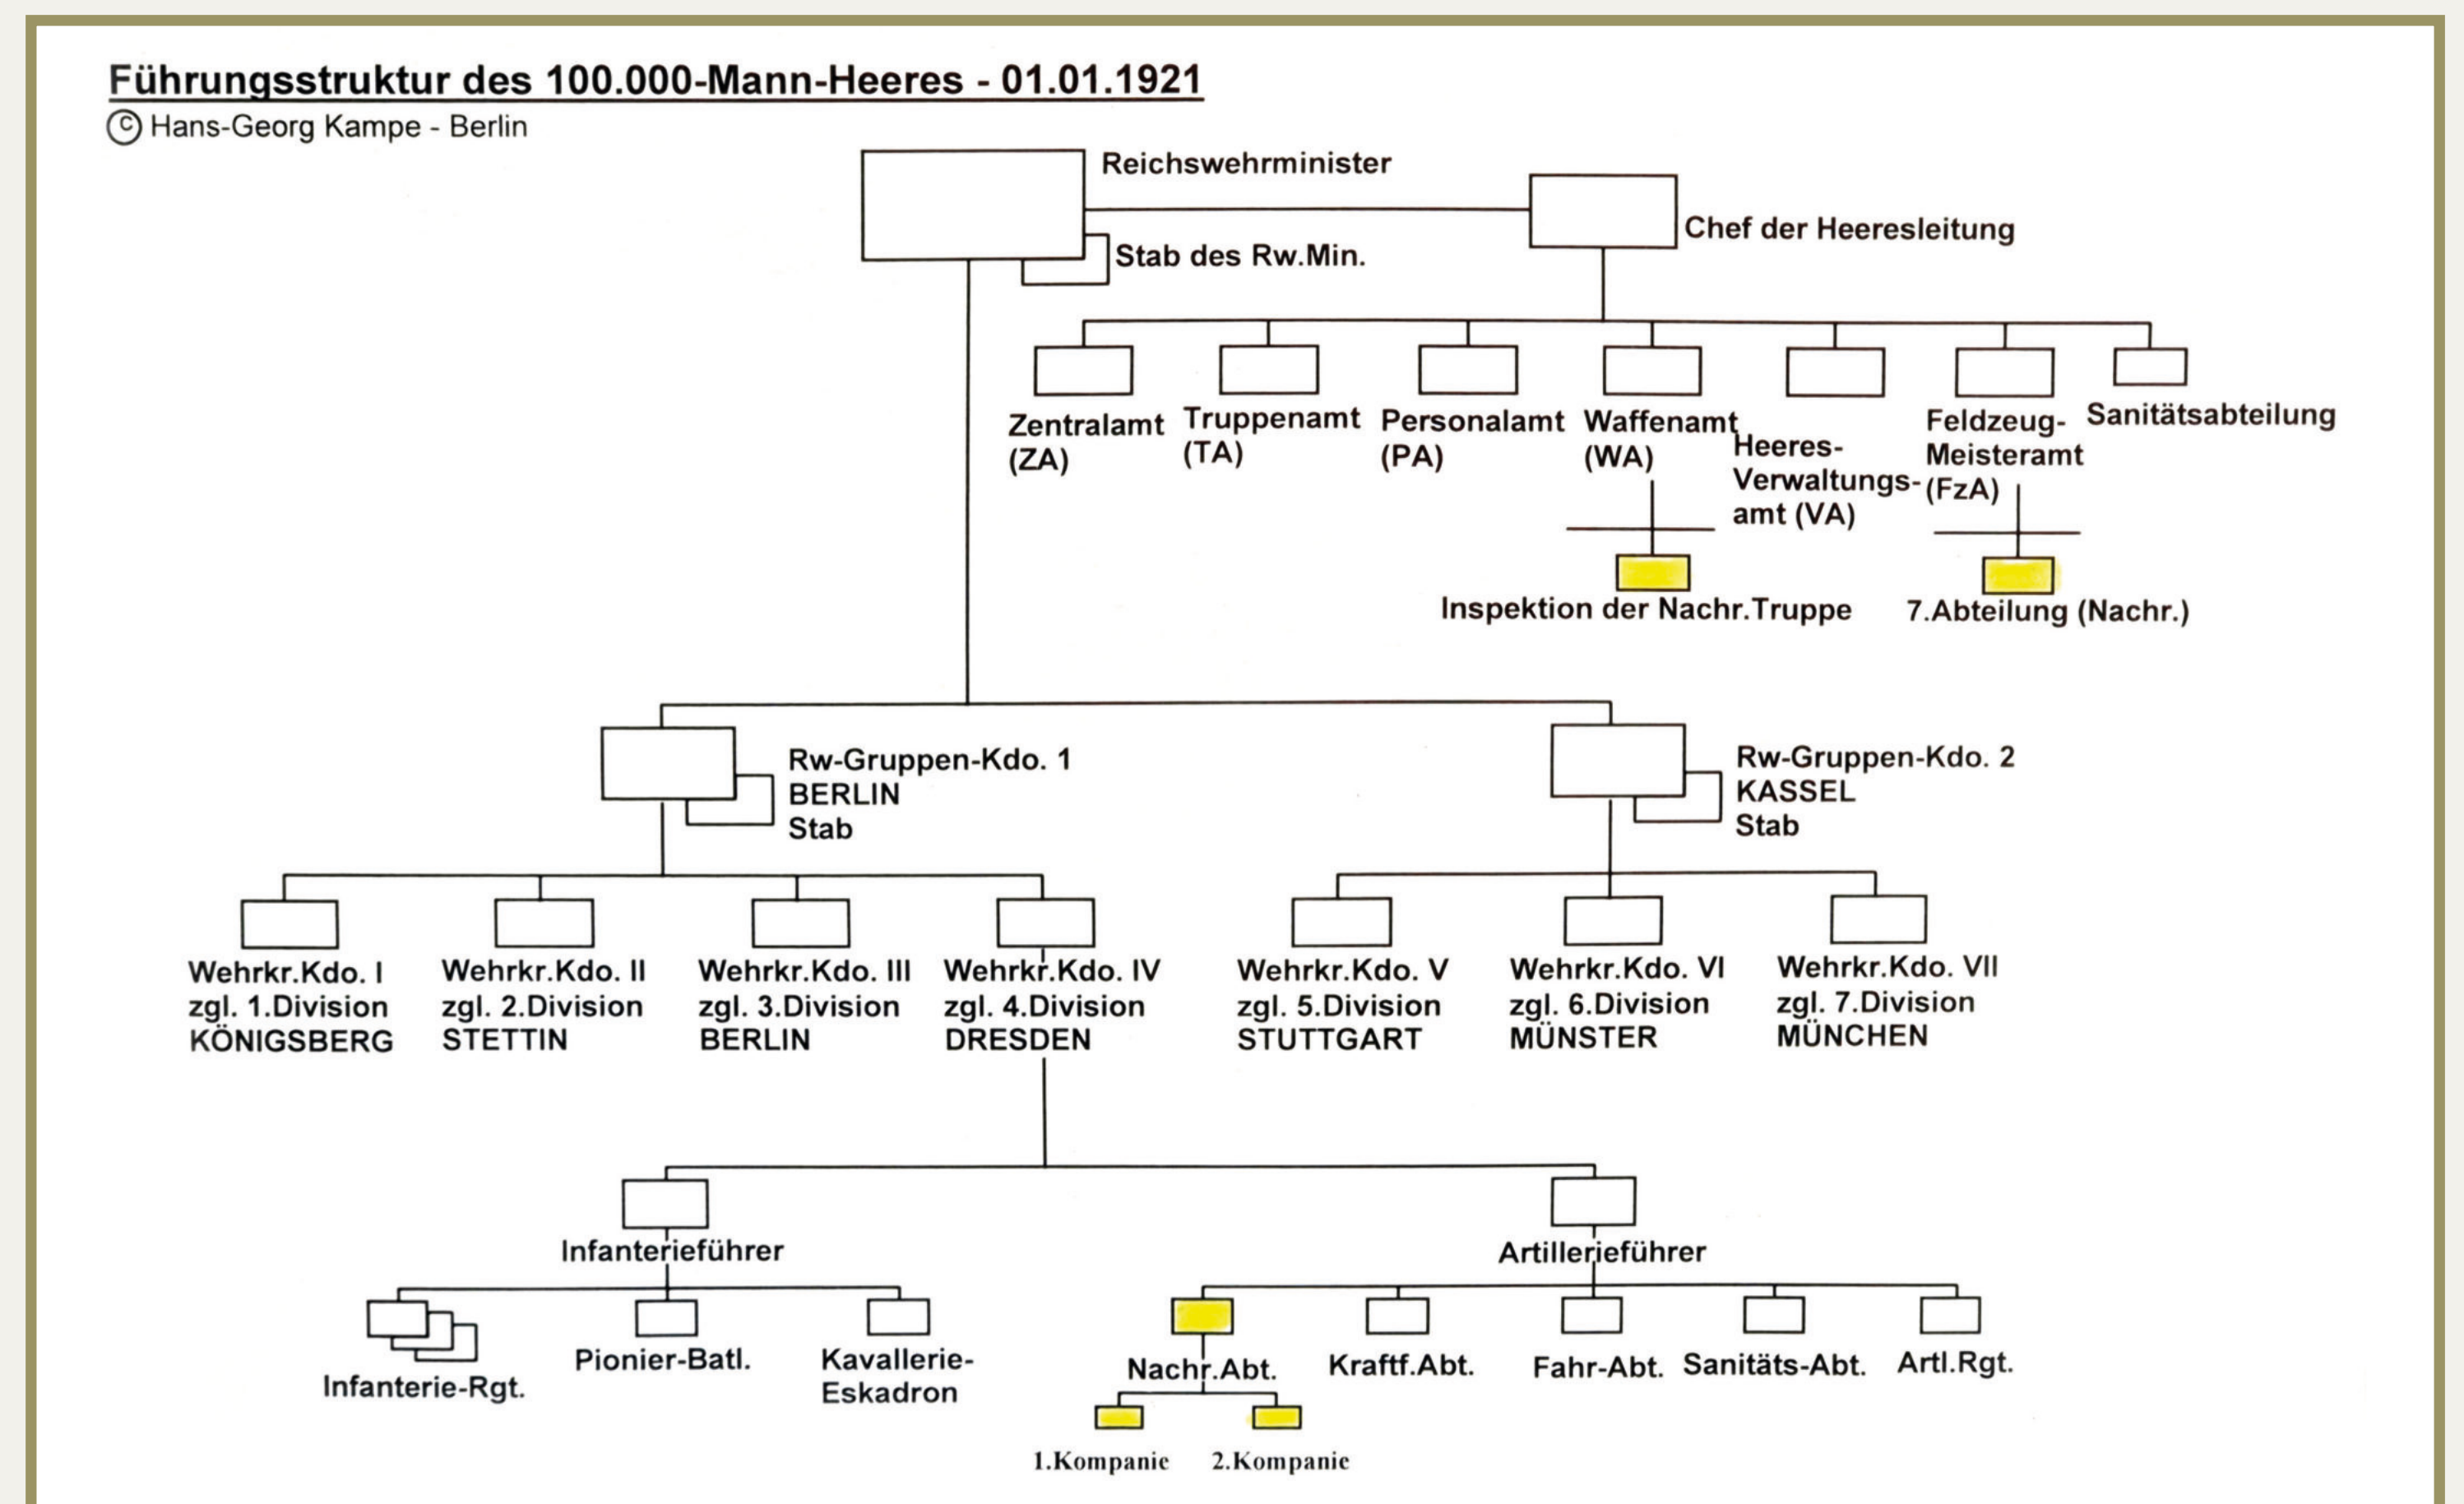 Führungsstruktur des 100.000-Mann-Heeres - 01.01.1921
© Hans-Georg Kampe - Berlin
Reichswehrminister
Chef der Heeresleitung
Stab des Rw.Min.
Zentralamt
(ZA)
Truppenamt
(TA)
Personalamt
(PA)
Waffenamt
(WA)
Heeres-
Verwaltungs-
amt (VA)
Feldzeug-
Meisteramt
(FzA)
Sanitätsabteilung
Inspektion der Nachr.Truppe
7.Abteilung (Nachr.)
Rw-Gruppen-Kdo. 1
BERLIN
Stab
Rw-Gruppen-Kdo. 2
KASSEL
Stab
Wehrkr.Kdo. I
zgl. 1.Division
KÖNIGSBERG
Wehrkr.Kdo. II
zgl. 2.Division
STETTIN
Wehrkr.Kdo. III
zgl. 3.Division
BERLIN
Wehrkr.Kdo. IV
zgl. 4.Division
DRESDEN
Wehrkr.Kdo. V
zgl. 5.Division
STUTTGART
Wehrkr.Kdo. VI
zgl. 6.Division
MÜNSTER
Wehrkr.Kdo. VII
zgl. 7.Division
MÜNCHEN
Infanterieführer
Artillerieführer
Infanterie-Rgt.
Pionier-Batl.
Kavallerie-
Eskadron
Nachr.Abt.
Kraftf.Abt.
Fahr-Abt.
Sanitäts-Abt.
Artl.Rgt.
1.Kompanie
2.Kompanie